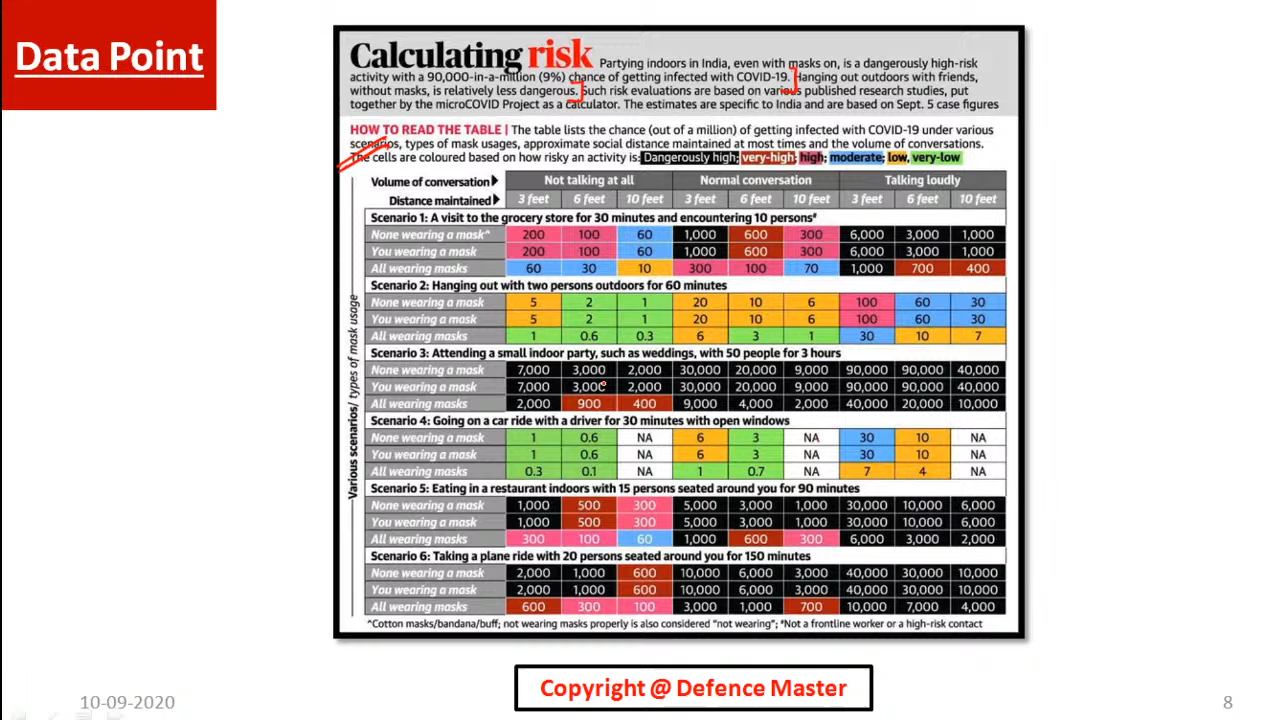 Data Point
Calculating risk Partying indoors in India, even with masks on, is a dangerously high-risk
activity with a 90,000-in-a-million (9%) chance of getting infected with COVID-19. Hanging out outdoors with friends,
without masks, is relatively less dangerous. Such risk evaluations are based on various published research studies, put
together by the microCOVID Project as a calculator. The estimates are specific to India and are based on Sept. 5 case figures
HOW TO READ THE TABLE | The table lists the chance (out of a million) of getting infected with COVID-19 under various
scenarios, types of mask usages, approximate social distance maintained at most times and the volume of conversations.
The cells are coloured based on how risky an activity is: Dangerously high; very-high; high; moderate; low, very-low
Various scenarios/ types of mask usage
Volume of conversation Not talking at all Normal conversation Talking loudly
Distance maintained 3 feet 6 feet 10 feet 3 feet 6 feet 10 feet 3 feet 6 feet 10 feet
Scenario 1: A visit to the grocery store for 30 minutes and encountering 10 persons#
None wearing a mask^ 200 100 60 1,000 600 300 6,000 3,000 1,000
You wearing a mask 200 100 60 1,000 600 300 6,000 3,000 1,000
All wearing masks 60 30 10 300 100 70 1,000 700 400
Scenario 2: Hanging out with two persons outdoors for 60 minutes
None wearing a mask 5 2 1 20 10 6 100 60 30
You wearing a mask 5 2 1 20 10 6 100 60 30
All wearing masks 1 0.6 0.3 6 3 1 30 10 7
Scenario 3: Attending a small indoor party, such as weddings, with 50 people for 3 hours
None wearing a mask 7,000 3,000 2,000 30,000 20,000 9,000 90,000 90,000 40,000
You wearing a mask 7,000 3,000 2,000 30,000 20,000 9,000 90,000 90,000 40,000
All wearing masks 2,000 900 400 9,000 4,000 2,000 40,000 20,000 10,000
Scenario 4: Going on a car ride with a driver for 30 minutes with open windows
None wearing a mask 1 0.6 NA 6 3 NA 30 10 NA
You wearing a mask 1 0.6 NA 6 3 NA 30 10 NA
All wearing masks 0.3 0.1 NA 1 0.7 NA 7 4 NA
Scenario 5: Eating in a restaurant indoors with 15 persons seated around you for 90 minutes
None wearing a mask 1,000 500 300 5,000 3,000 1,000 30,000 10,000 6,000
You wearing a mask 1,000 500 300 5,000 3,000 1,000 30,000 10,000 6,000
All wearing masks 300 100 60 1,000 600 300 6,000 3,000 2,000
Scenario 6: Taking a plane ride with 20 persons seated around you for 150 minutes
None wearing a mask 2,000 1,000 600 10,000 6,000 3,000 40,000 30,000 10,000
You wearing a mask 2,000 1,000 600 10,000 6,000 3,000 40,000 30,000 10,000
All wearing masks 600 300 100 3,000 1,000 700 10,000 7,000 4,000
^Cotton masks/bandana/buff; not wearing masks properly is also considered "not wearing"; #Not a frontline worker or a high-risk contact
Copyright @ Defence Master
10-09-2020
8